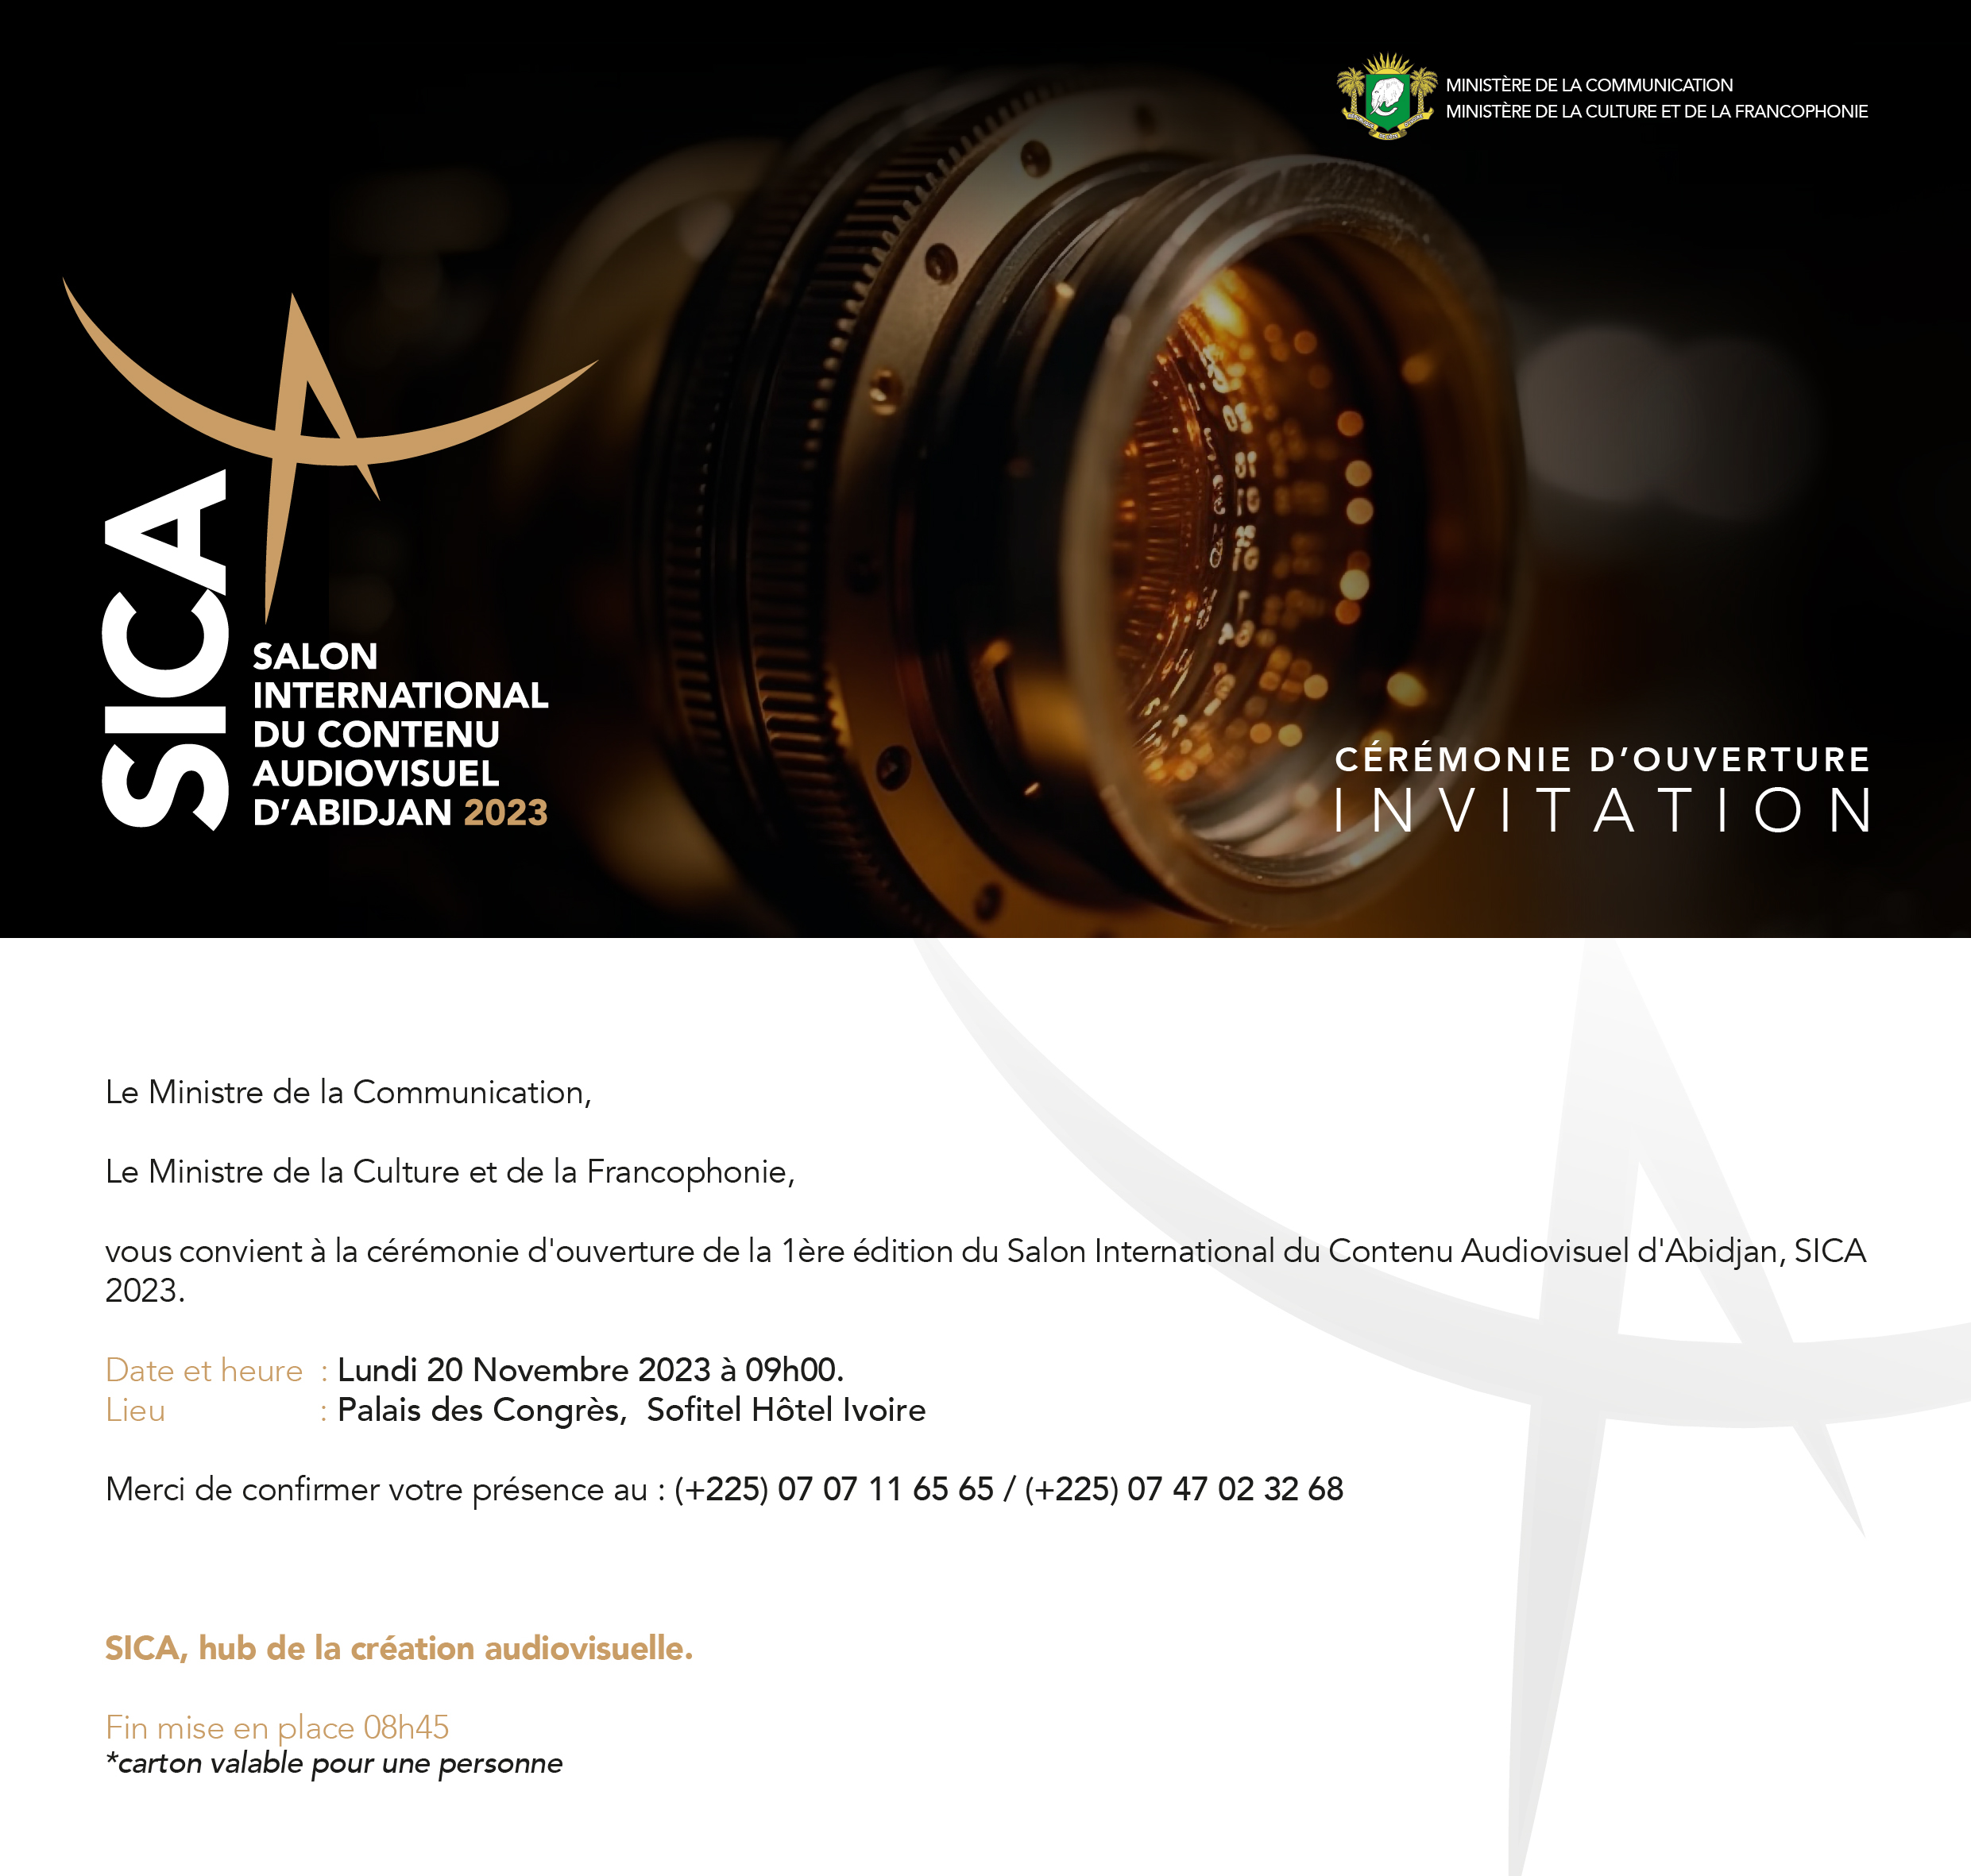 MINISTÈRE DE LA COMMUNICATION
MINISTÈRE DE LA CULTURE ET DE LA FRANCOPHONIE
SICA
SALON
INTERNATIONAL
DU CONTENU
AUDIOVISUEL
D’ABIDJAN 2023
CÉRÉMONIE D’OUVERTURE
INVITATION
Le Ministre de la Communication,
Le Ministre de la Culture et de la Francophonie,
vous convient à la cérémonie d'ouverture de la 1ère édition du Salon International du Contenu Audiovisuel d'Abidjan, SICA
2023.
Date et heure : Lundi 20 Novembre 2023 à 09h00.
Lieu : Palais des Congrès, Sofitel Hôtel Ivoire
Merci de confirmer votre présence au : (+225) 07 07 11 65 65 / (+225) 07 47 02 32 68
SICA, hub de la création audiovisuelle.
Fin mise en place 08h45
*carton valable pour une personne